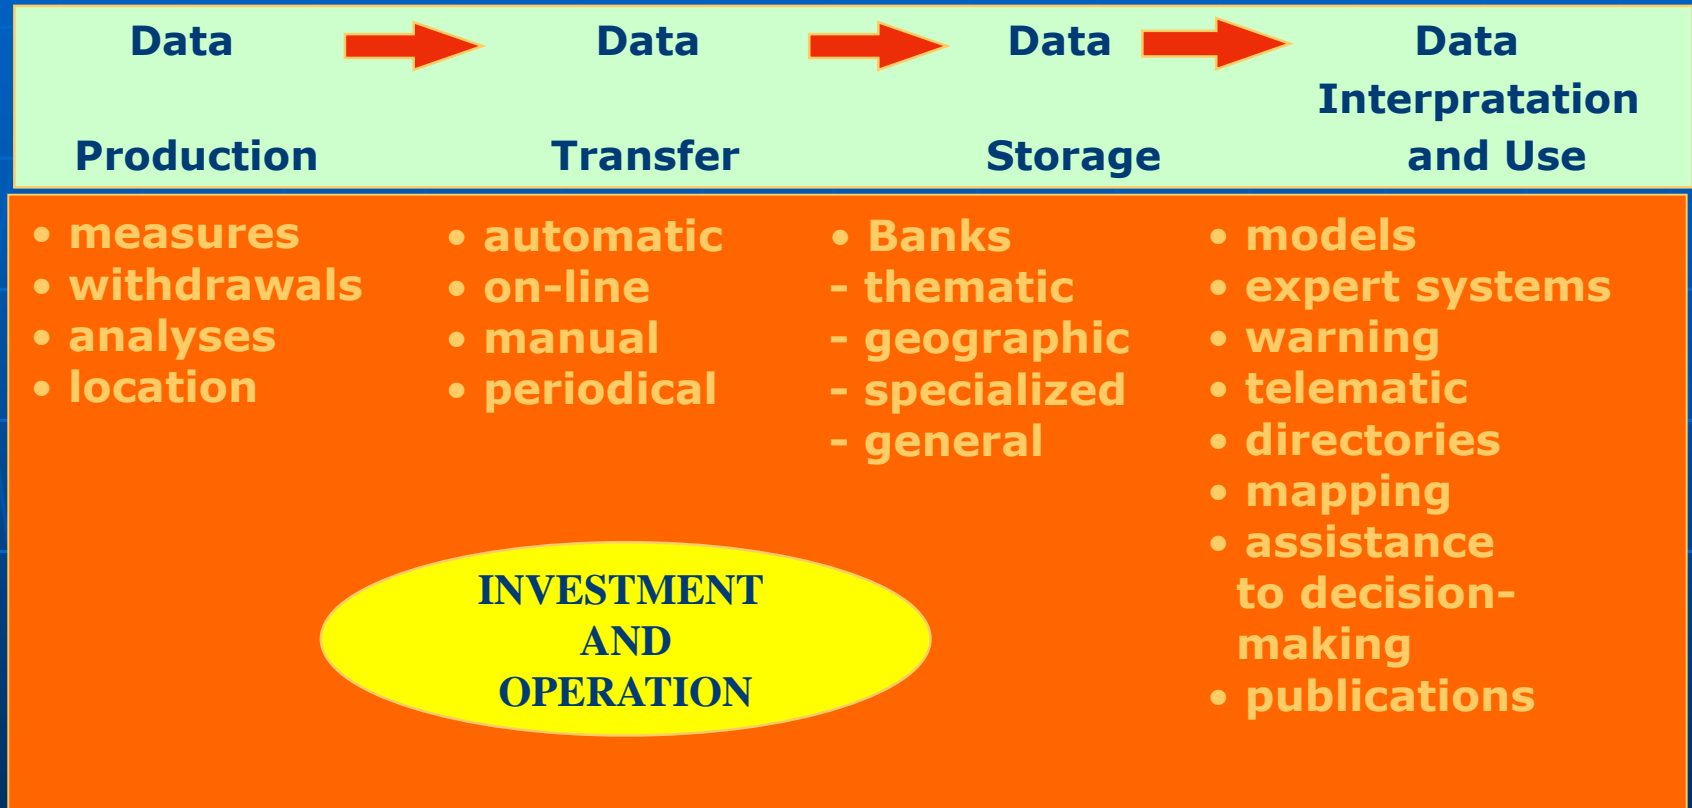 Data
Production
Data
Transfer
Data
Storage
Data
Interpratation
and Use
• measures
• withdrawals
• analyses
• location
• automatic
• on-line
• manual
• periodical
• Banks
- thematic
- geographic
- specialized
- general
• models
• expert systems
• warning
• telematic
• directories
• mapping
• assistance
to decision-
making
• publications
INVESTMENT
AND
OPERATION